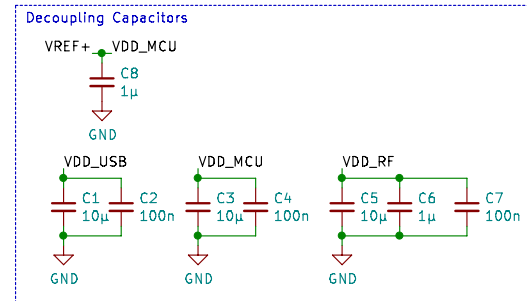 Decoupling Capacitors
VREF+ VDD_MCU
C8
1µ
GND
VDD_USB VDD_MCU VDD_RF
C1 C2 C3 C4 C5 C6 C7
10µ 100n 10µ 100n 10µ 1µ 100n
GND GND GND